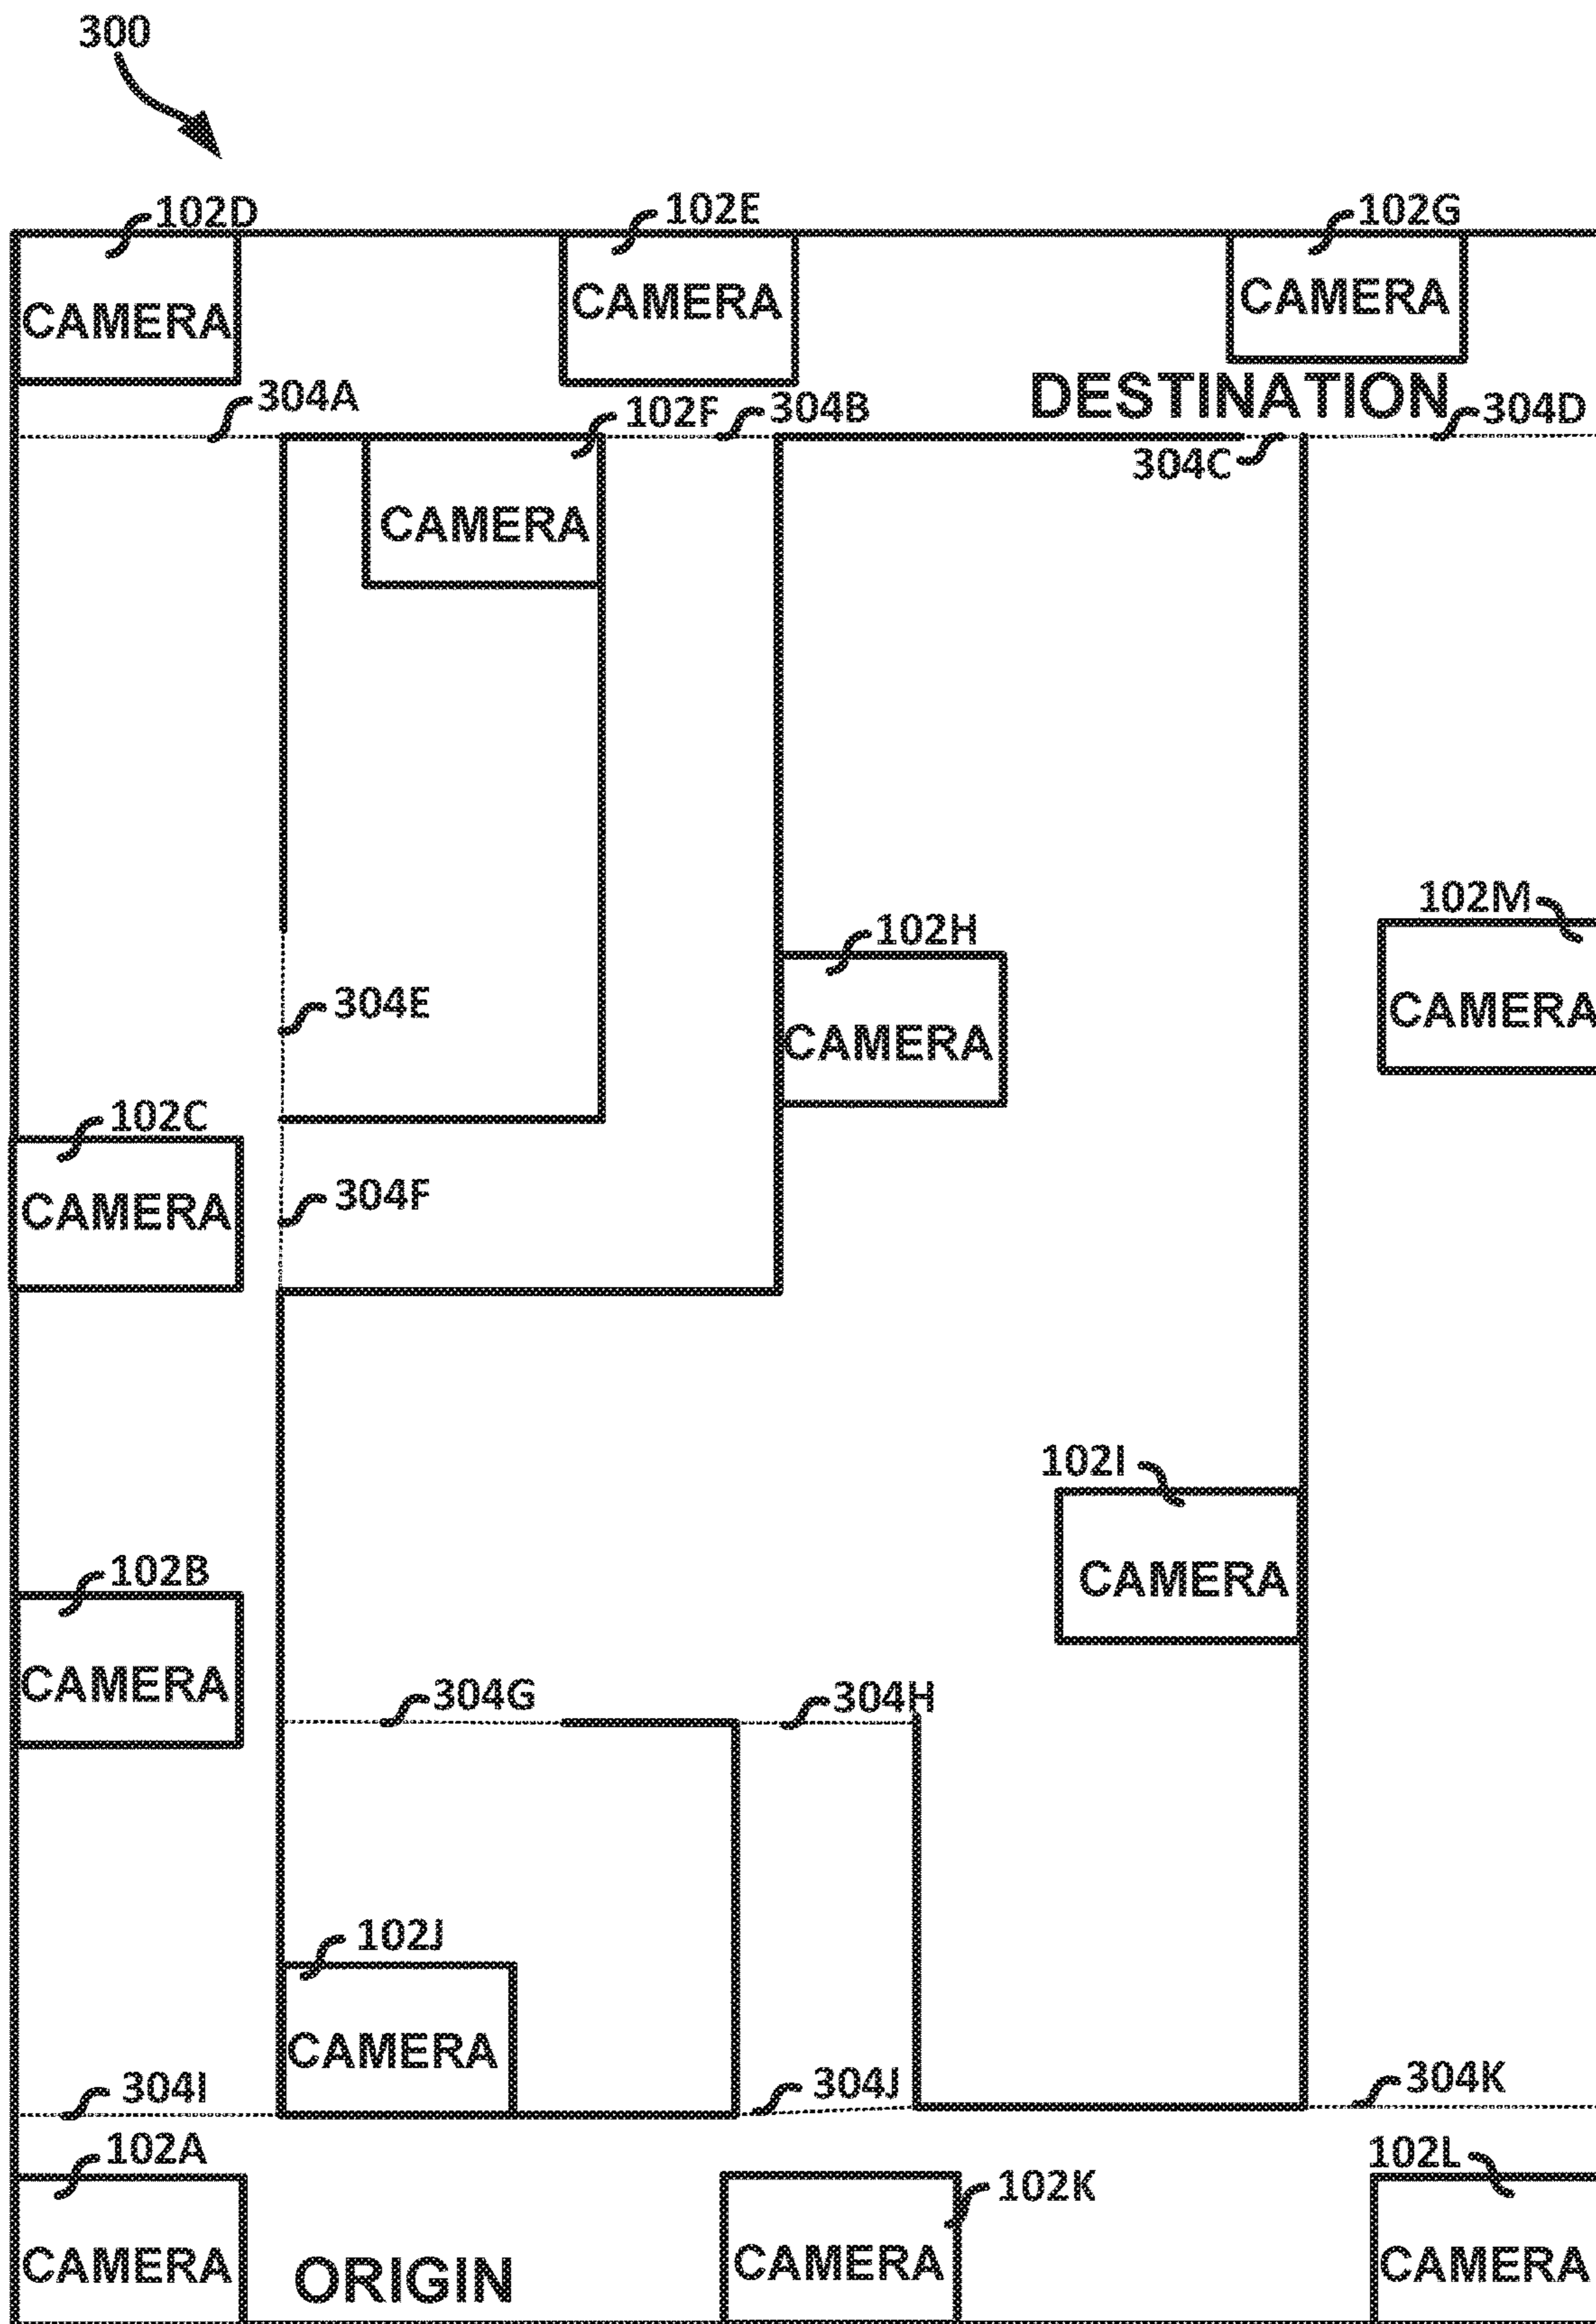 300
102D
102E
102G
CAMERA
CAMERA
CAMERA
DESTINATION
304A
102F
304B
304D
304C
CAMERA
102M
102H
CAMERA
304E
CAMERA
102C
304F
CAMERA
102I
102B
CAMERA
CAMERA
304G
304H
102J
CAMERA
304I
304J
304K
102A
102L
102K
CAMERA
ORIGIN
CAMERA
CAMERA